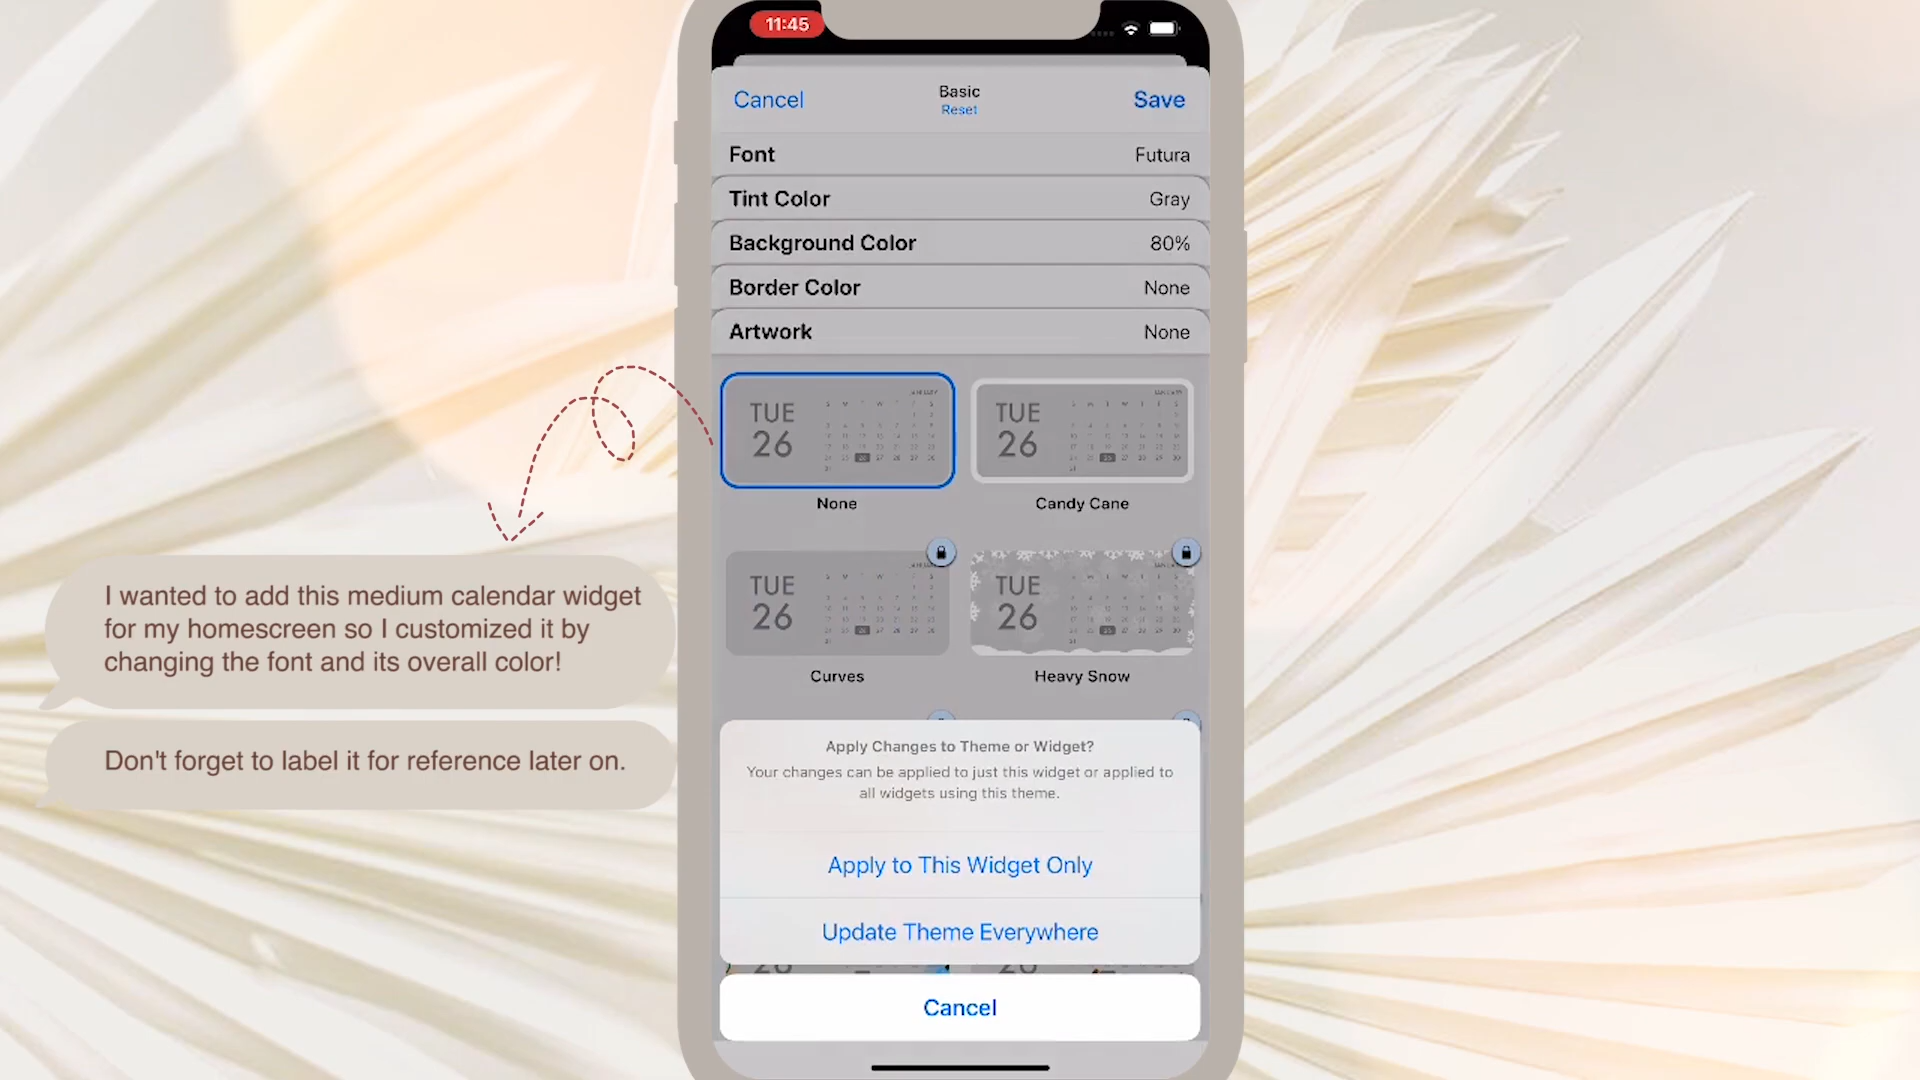 11:45
Cancel
Basic
Reset
Save
Font
Futura
Tint Color
Gray
Background Color
80%
Border Color
None
Artwork
None
TUE
26
JANUARY
None
TUE
26
JANUARY
Candy Cane
TUE
26
JANUARY
Curves
TUE
26
Heavy Snow
I wanted to add this medium calendar widget
for my homescreen so I customized it by
changing the font and its overall color!
Don't forget to label it for reference later on.
Apply Changes to Theme or Widget?
Your changes can be applied to just this widget or applied to
all widgets using this theme.
Apply to This Widget Only
Update Theme Everywhere
Cancel